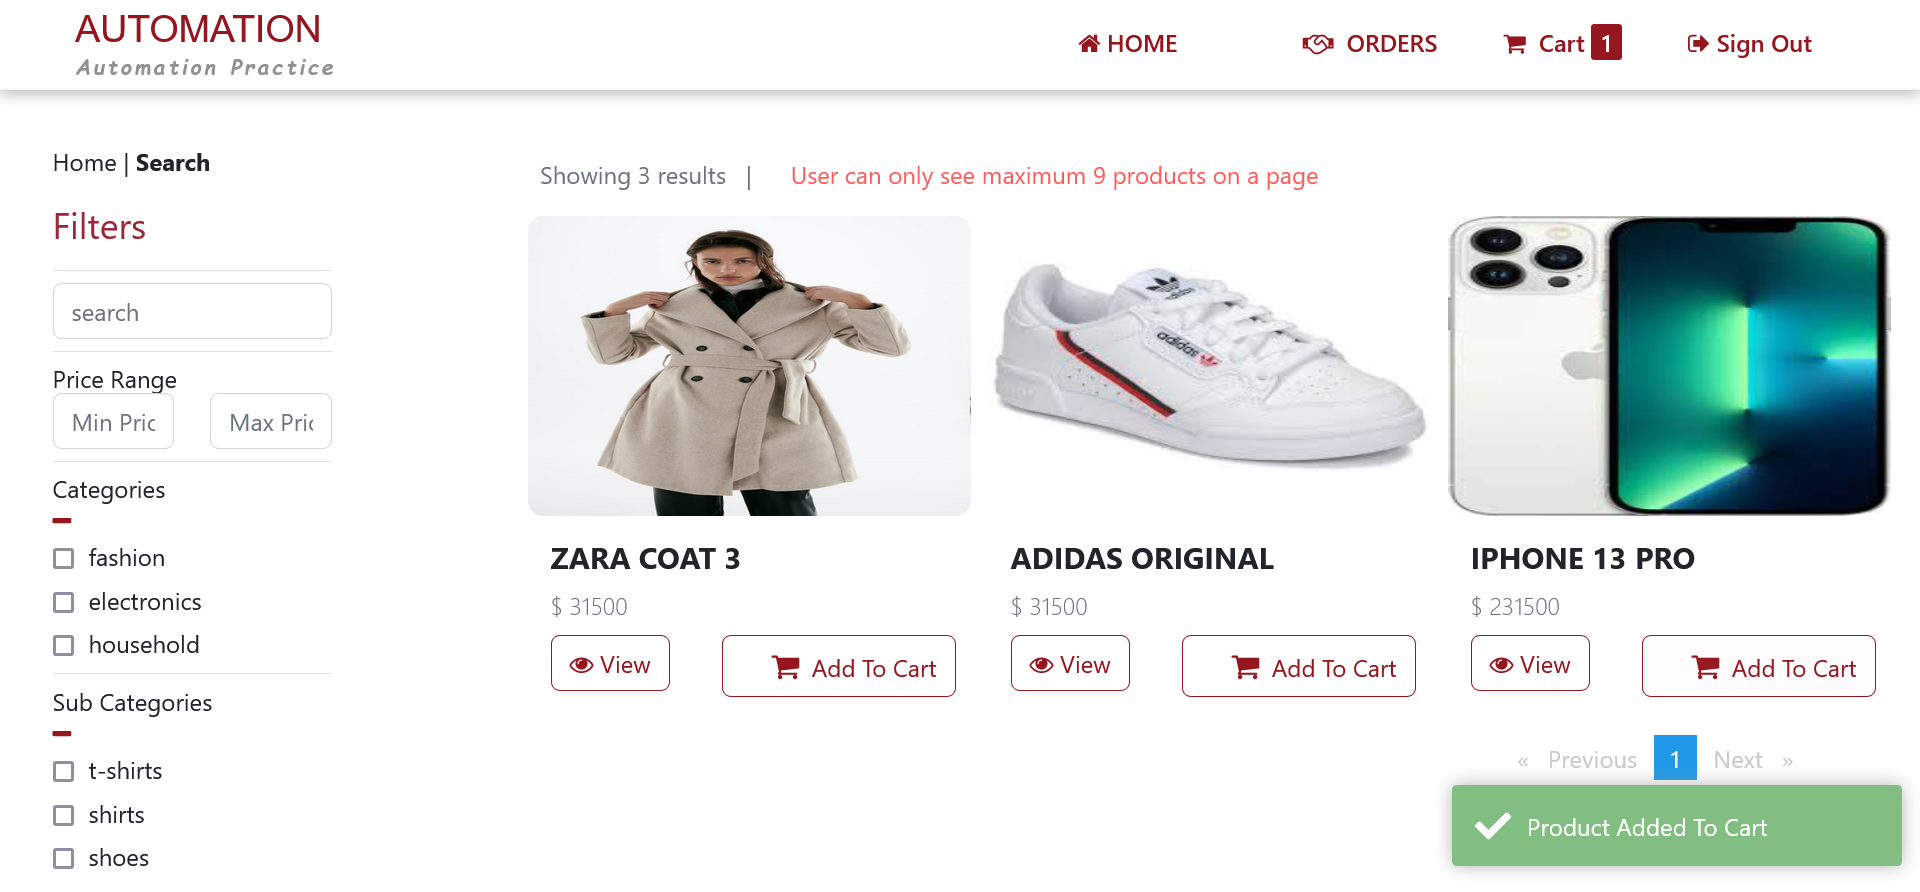 AUTOMATION
Automation Practice
HOME
ORDERS
Cart 1
Sign Out
Home | Search
Filters
search
Price Range
Min Pric
Max Pric
Categories
fashion
electronics
household
Sub Categories
t-shirts
shirts
shoes
Showing 3 results |
User can only see maximum 9 products on a page
adidas
adidas
ZARA COAT 3
$ 31500
View
Add To Cart
ADIDAS ORIGINAL
$ 31500
View
Add To Cart
IPHONE 13 PRO
$ 231500
View
Add To Cart
« Previous 1 Next »
Product Added To Cart